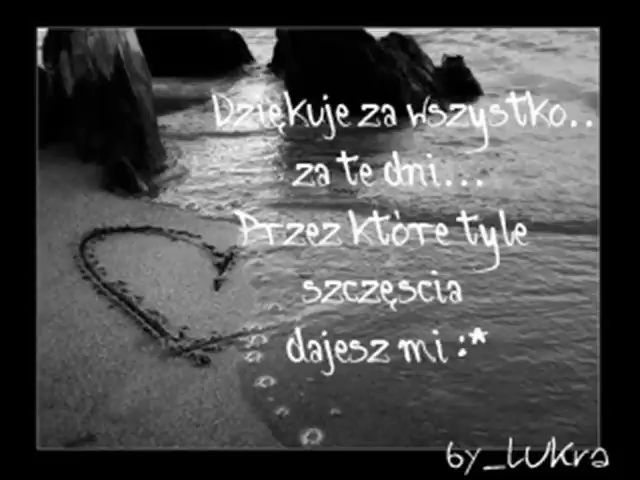 Dziękuje za wszystko..
za te dni...
Przez które tyle
szczęscia
dajesz mi :*
by_LUKra